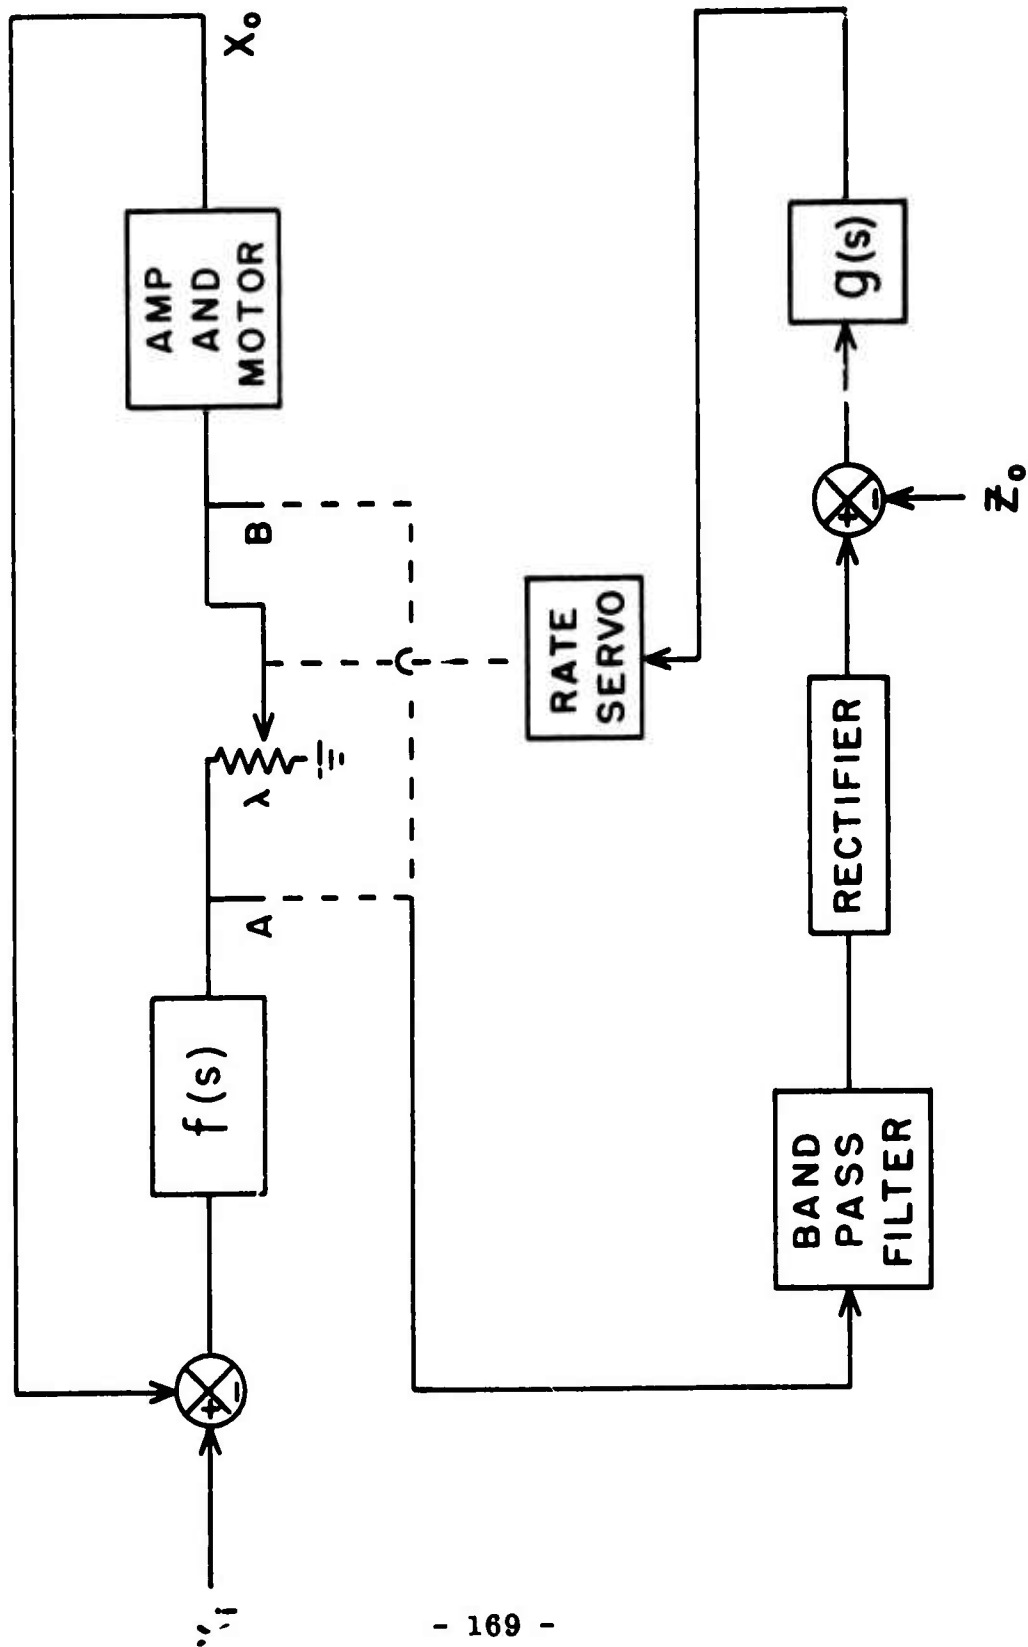 f(s)
A
λ
B
AMP
AND
MOTOR
X₀
RATE
SERVO
BAND
PASS
FILTER
RECTIFIER
Z₀
g(s)
+
-
+
-
- 169 -